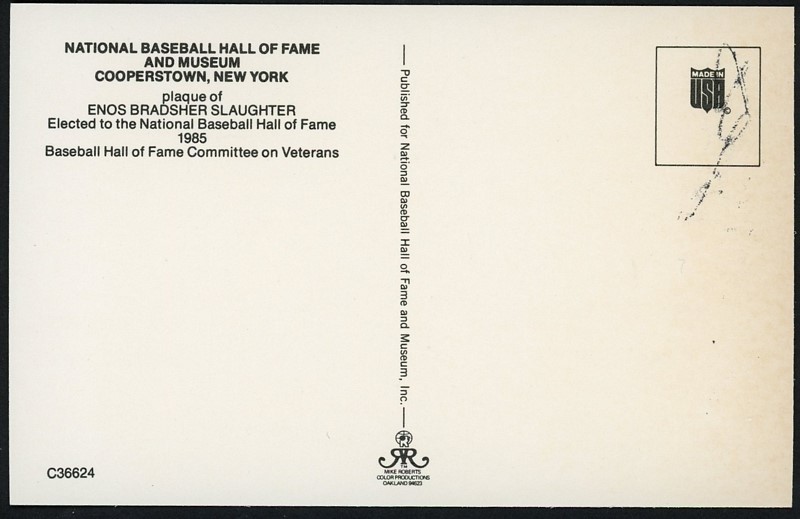 NATIONAL BASEBALL HALL OF FAME
AND MUSEUM
COOPERSTOWN, NEW YORK
plaque of
ENOS BRADSHER SLAUGHTER
Elected to the National Baseball Hall of Fame
1985
Baseball Hall of Fame Committee on Veterans
C36624
Published for National Baseball Hall of Fame and Museum, Inc.
TM
MIKE ROBERTS
COLOR PRODUCTIONS
OAKLAND 94623
MADE IN
USA
©